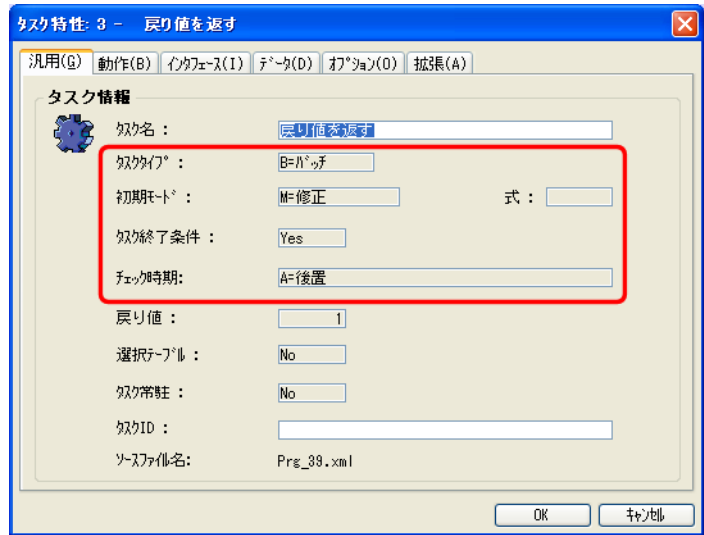 ﾀｽｸ特性: 3 - 戻り値を返す
汎用(G) 動作(B) ｲﾝﾀﾌｪｰｽ(I) ﾃﾞｰﾀ(D) ｵﾌﾟｼｮﾝ(O) 拡張(A)
タスク情報
ﾀｽｸ名 : 戻り値を返す
ﾀｽｸﾀｲﾌﾟ : B=ﾊﾞｯﾁ
初期ﾓｰﾄﾞ : M=修正 式 :
ﾀｽｸ終了条件 : Yes
ﾁｪｯｸ時期: A=後置
戻り値 : 1
選択ﾃｰﾌﾞﾙ : No
ﾀｽｸ常駐 : No
ﾀｽｸID :
ｿｰｽﾌｧｲﾙ名: Prg_39.xml
OK ｷｬﾝｾﾙ